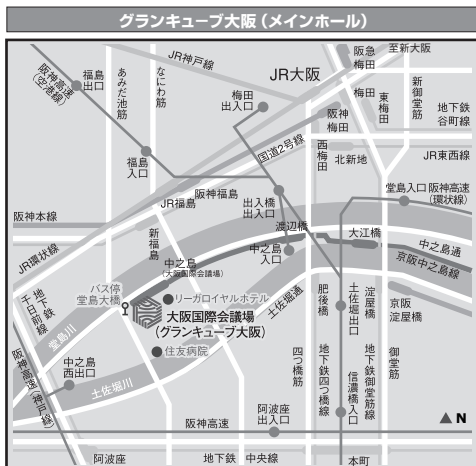 グランキューブ大阪（メインホール）
阪神高速
（空港線）
福島
出口
あみだ池筋
なにわ筋
JR神戸線
JR大阪
阪急
梅田
至新大阪
梅田
出入口
梅田
東梅田
新御堂筋
地下鉄
谷町線
阪神
梅田
国道2号線
福島
入口
西梅田
北新地
JR東西線
JR福島
阪神福島
出入橋
出入口
堂島入口
阪神高速
（環状線）
阪神本線
JR環状線
新福島
渡辺橋
大江橋
中之島
（大阪国際会議場）
中之島
入口
中之島通
京阪中之島線
バス停
堂島大橋
リーガロイヤルホテル
土佐堀通
大阪国際会議場
（グランキューブ大阪）
肥後橋
土佐堀出口
淀屋橋
京阪
淀屋橋
地下鉄
千日前線
堂島川
住友病院
阪神高速（神戸線）
中之島
西出口
土佐堀川
四つ橋筋
地下鉄四つ橋線
信濃橋入口
地下鉄御堂筋線
御堂筋
阿波座
出入口
阪神高速
▲N
阿波座
地下鉄
中央線
本町